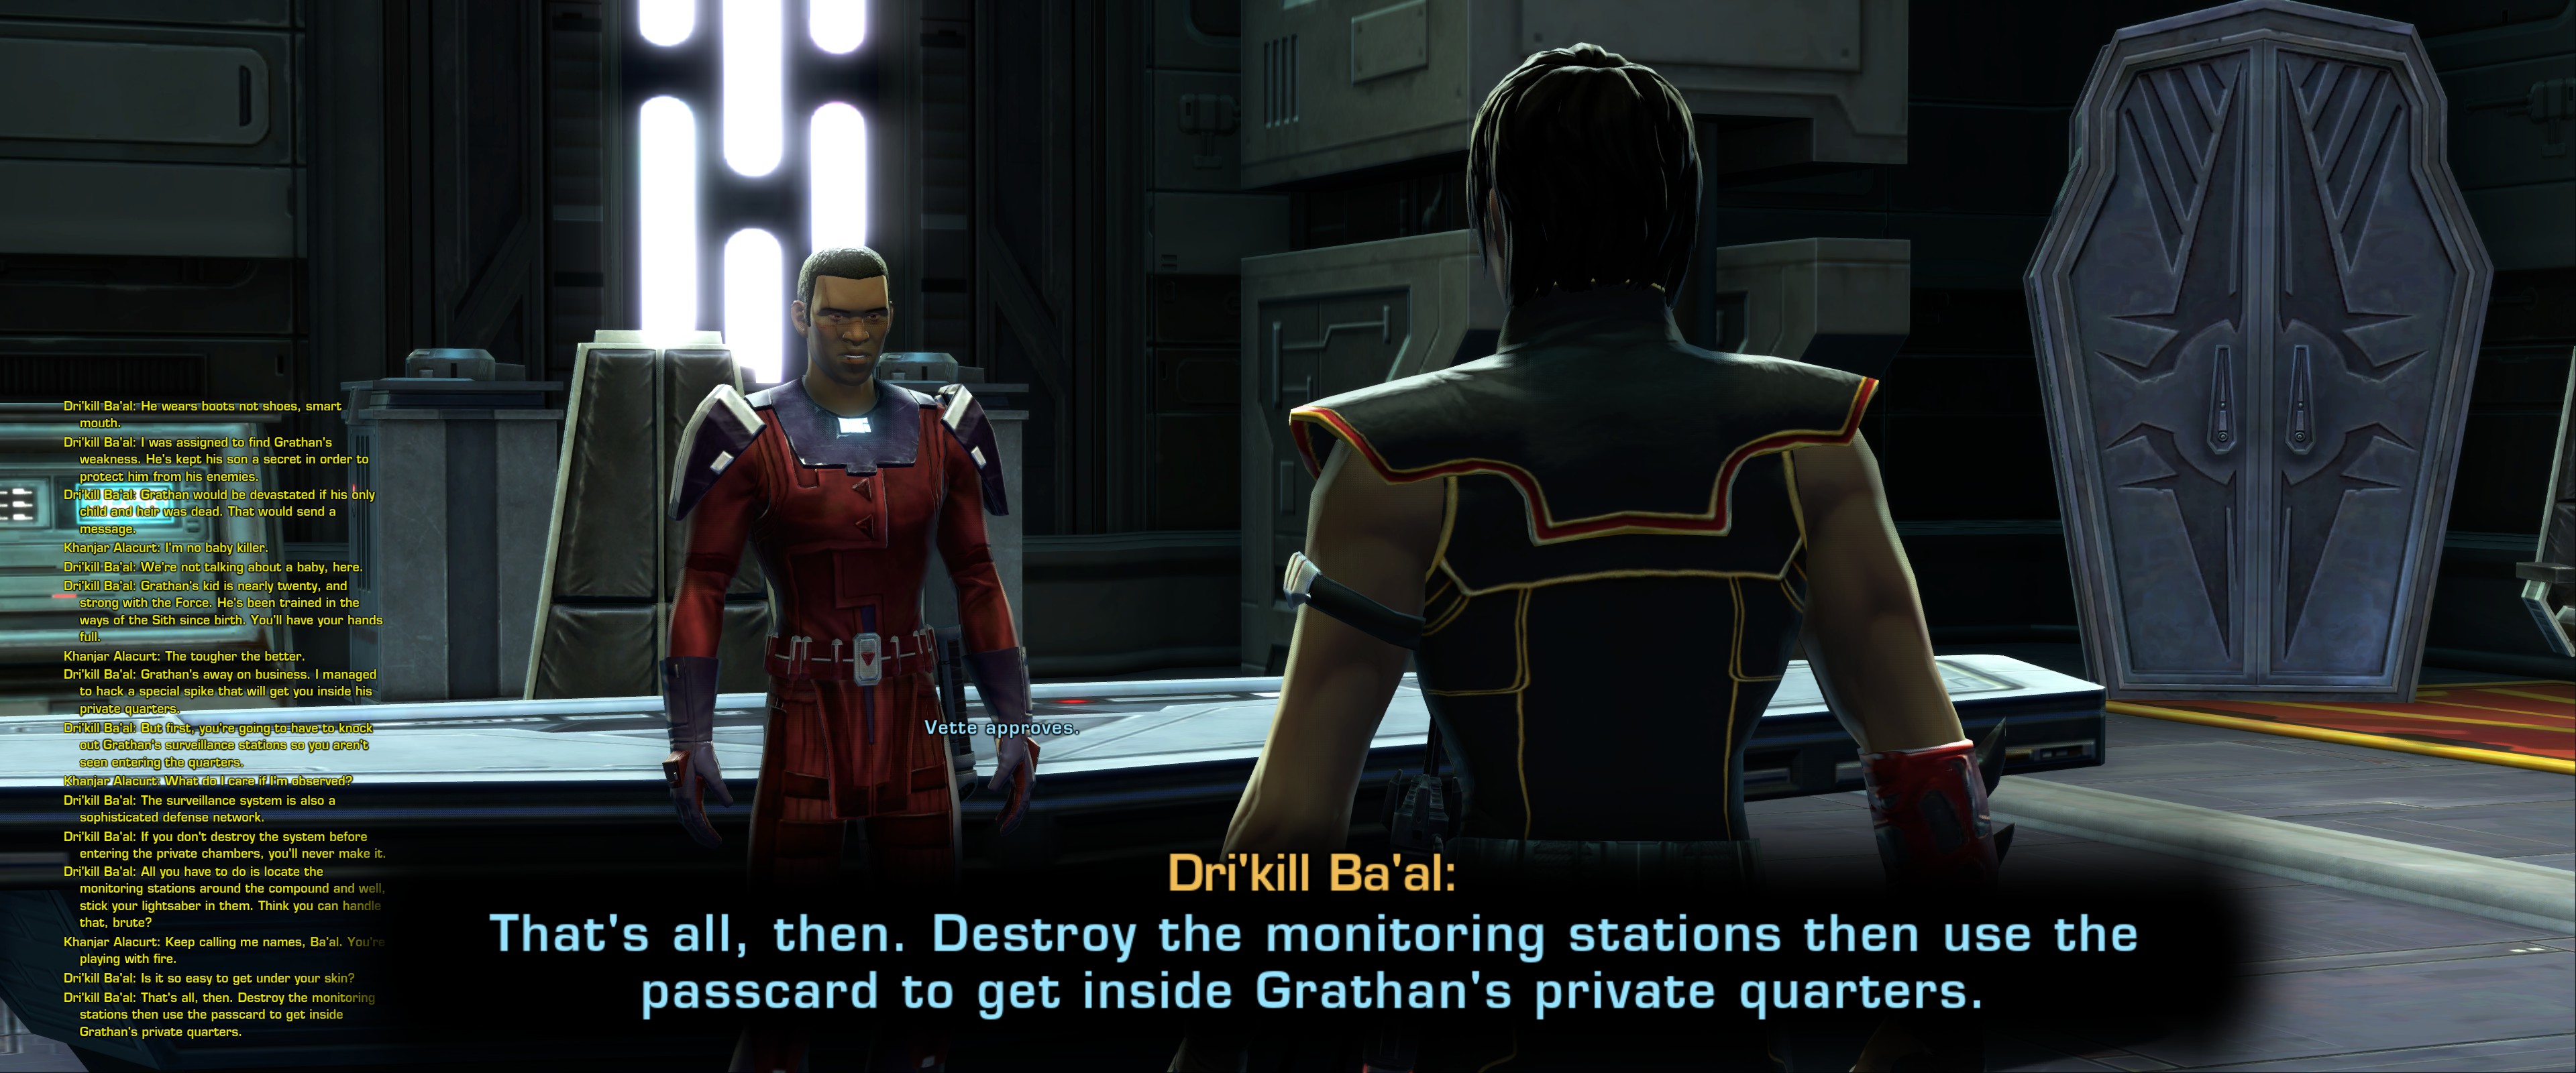 Dri'kill Ba'al: He wears boots not shoes, smart
mouth.
Dri'kill Ba'al: I was assigned to find Grathan's
weakness. He's kept his son a secret in order to
protect him from his enemies.
Dri'kill Ba'al: Grathan would be devastated if his only
child and heir was dead. That would send a
message.
Khanjar Alacurt: I'm no baby killer.
Dri'kill Ba'al: We're not talking about a baby, here.
Dri'kill Ba'al: Grathan's kid is nearly twenty, and
strong with the Force. He's been trained in the
ways of the Sith since birth. You'll have your hands
full.
Khanjar Alacurt: The tougher the better.
Dri'kill Ba'al: Grathan's away on business. I managed
to hack a special spike that will get you inside his
private quarters.
Dri'kill Ba'al: But first, you're going to have to knock
out Grathan's surveillance stations so you aren't
seen entering the quarters.
Khanjar Alacurt: What do I care if I'm observed?
Dri'kill Ba'al: The surveillance system is also a
sophisticated defense network.
Dri'kill Ba'al: If you don't destroy the system before
entering the private chambers, you'll never make it.
Dri'kill Ba'al: All you have to do is locate the
monitoring stations around the compound and well,
stick your lightsaber in them. Think you can handle
that, brute?
Khanjar Alacurt: Keep calling me names, Ba'al. You're
playing with fire.
Dri'kill Ba'al: Is it so easy to get under your skin?
Dri'kill Ba'al: That's all, then. Destroy the monitoring
stations then use the passcard to get inside
Grathan's private quarters.
Vette approves.
Dri'kill Ba'al:
That's all, then. Destroy the monitoring stations then use the
passcard to get inside Grathan's private quarters.